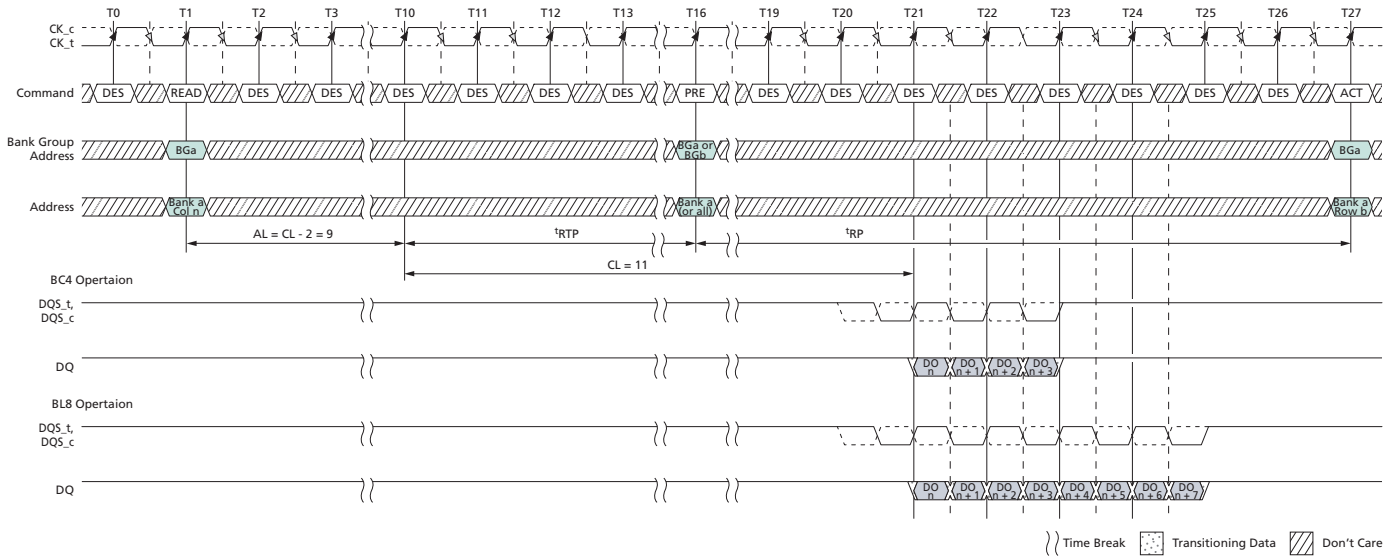 T0 T1 T2 T3 T10 T11 T12 T13 T16 T19 T20 T21 T22 T23 T24 T25 T26 T27
CK_c
CK_t
Command DES READ DES DES DES DES DES DES PRE DES DES DES DES DES DES DES DES ACT
Bank Group
Address
BGa
BGa or
BGb
BGa
Address
Bank a
Col n
Bank a
(or all)
Bank a
Row b
AL = CL - 2 = 9
tRTP
tRP
CL = 11
BC4 Opertaion
DQS_t,
DQS_c
DQ
DO
n
DO
n + 1
DO
n + 2
DO
n + 3
BL8 Opertaion
DQS_t,
DQS_c
DQ
DO
n
DO
n + 1
DO
n + 2
DO
n + 3
DO
n + 4
DO
n + 5
DO
n + 6
DO
n + 7
Time Break Transitioning Data Don't Care